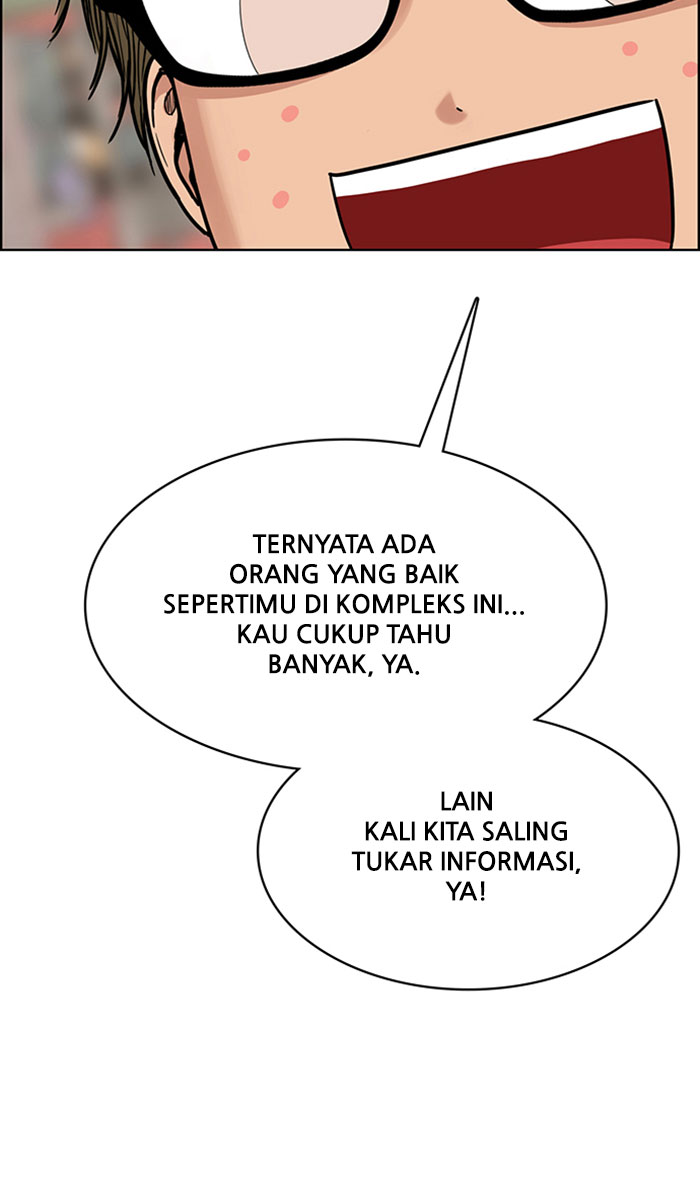 TERNYATA ADA
ORANG YANG BAIK
SEPERTIMU DI KOMPLEKS INI...
KAU CUKUP TAHU
BANYAK, YA.
LAIN
KALI KITA SALING
TUKAR INFORMASI,
YA!